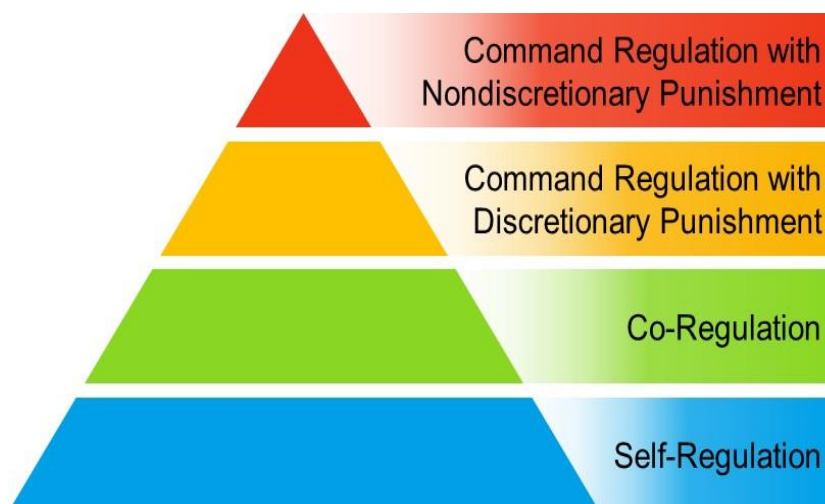 Command Regulation with
Nondiscretionary Punishment
Command Regulation with
Discretionary Punishment
Co-Regulation
Self-Regulation